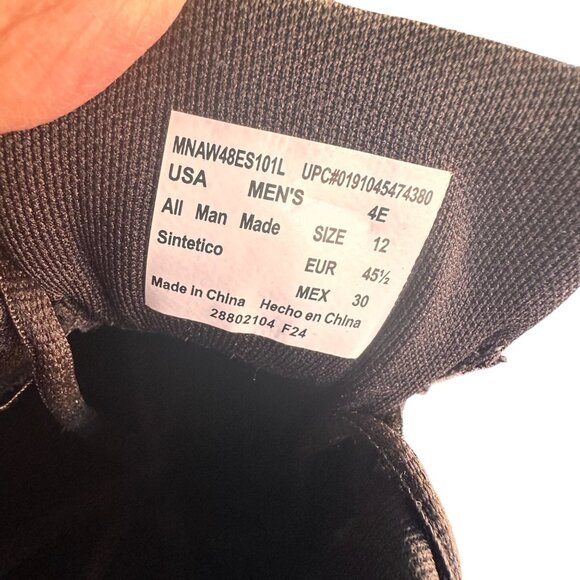 MNAW48ES101L UPC#0191045474380
USA MEN'S 4E
All Man Made SIZE 12
Sintetico EUR 45½
MEX 30
Made in China Hecho en China
28802104 F24